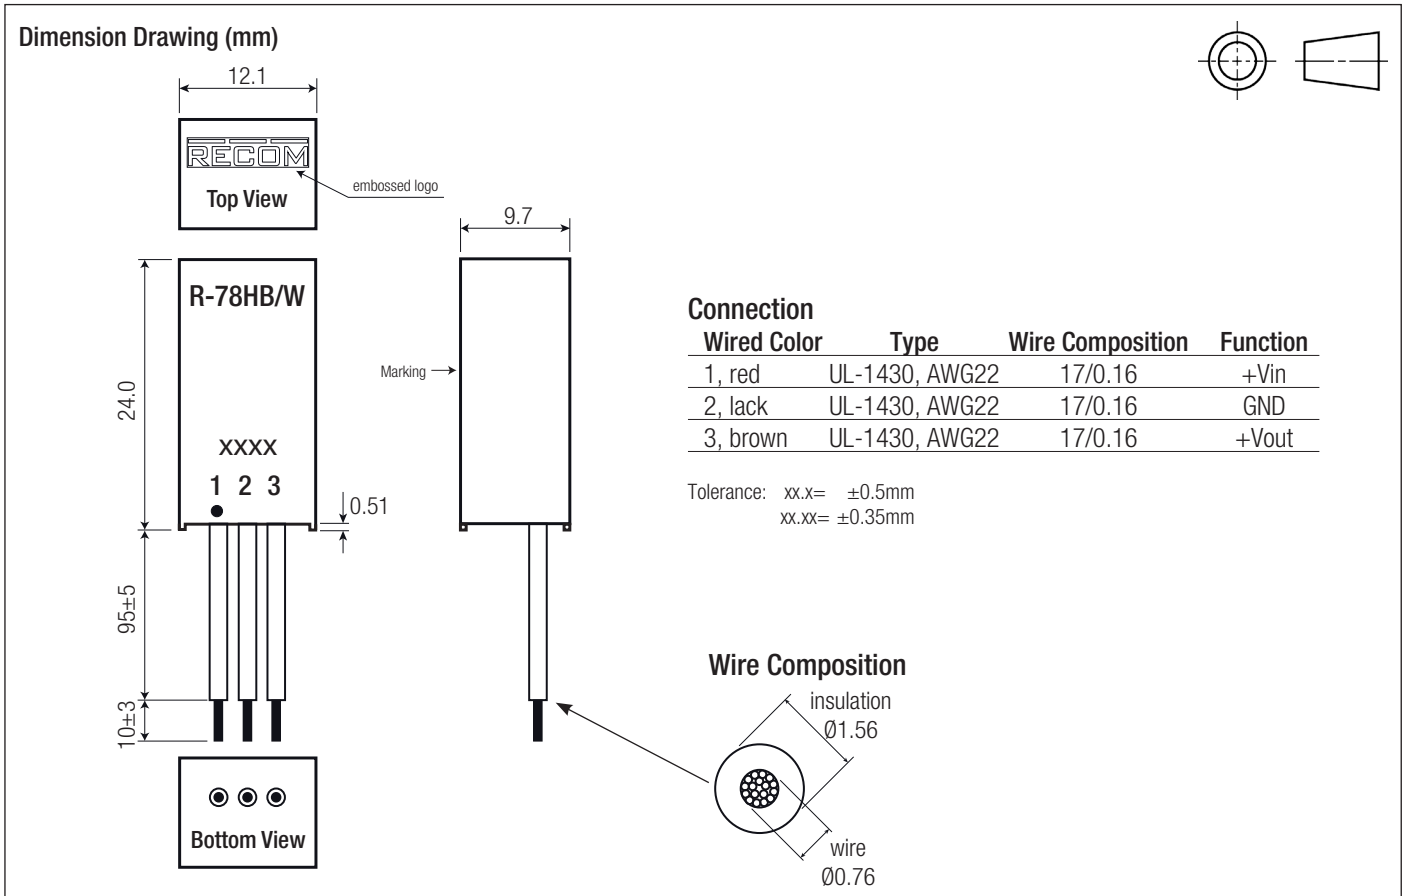 Dimension Drawing (mm)
12.1
RECOM
embossed logo
Top View
9.7
R-78HB/W
Marking
24.0
XXXX
1 2 3
0.51
95±5
10±3
Bottom View
Connection
Wired Color Type Wire Composition Function
1, red UL-1430, AWG22 17/0.16 +Vin
2, lack UL-1430, AWG22 17/0.16 GND
3, brown UL-1430, AWG22 17/0.16 +Vout
Tolerance: xx.x= ±0.5mm
xx.xx= ±0.35mm
Wire Composition
insulation
Ø1.56
wire
Ø0.76